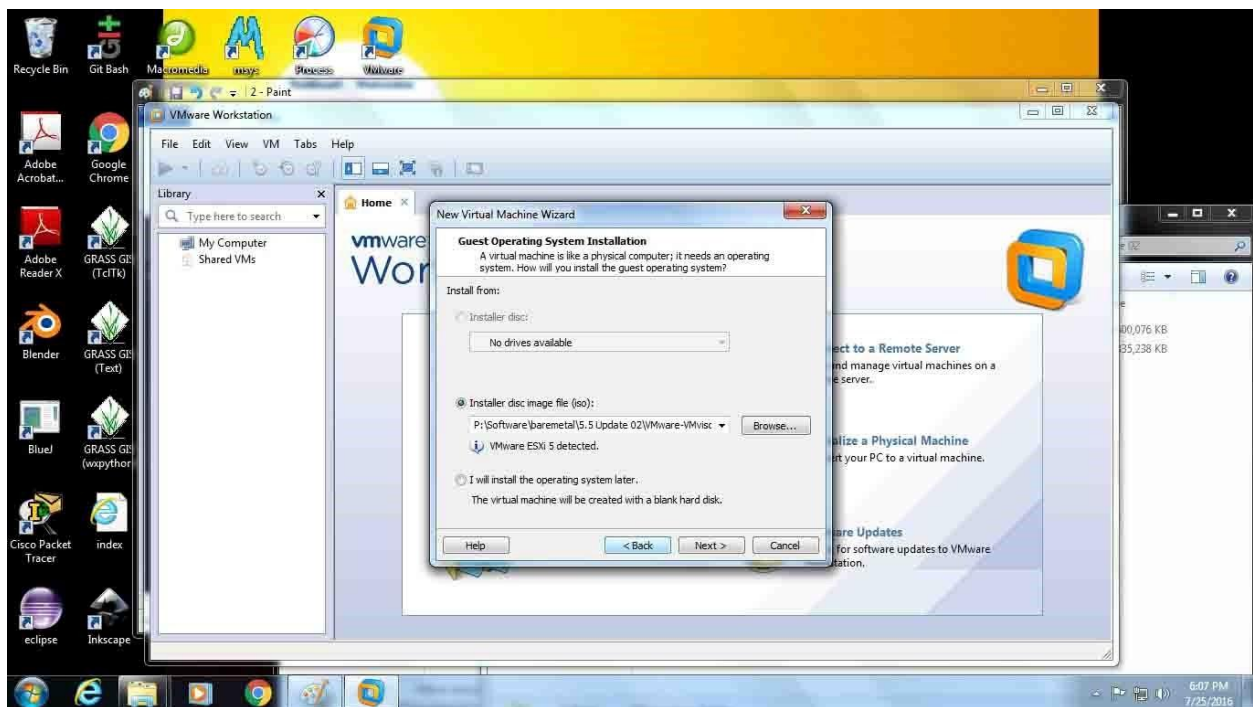 Recycle Bin
Git Bash
Macromedia
msys
Process
VMware
2 - Paint
VMware Workstation
File Edit View VM Tabs Help
Library
Type here to search
My Computer
Shared VMs
Home
vmware
Wor
New Virtual Machine Wizard
Guest Operating System Installation
A virtual machine is like a physical computer; it needs an operating
system. How will you install the guest operating system?
Install from:
Installer disc:
No drives available
Installer disc image file (iso):
P:\Software\baremetal\5.5 Update 02\VMware-VMvisc
Browse...
VMware ESXi 5 detected.
I will install the operating system later.
The virtual machine will be created with a blank hard disk.
Help
< Back
Next >
Cancel
ect to a Remote Server
nd manage virtual machines on a
e server.
alize a Physical Machine
rt your PC to a virtual machine.
are Updates
for software updates to VMware
tation.
Adobe
Acrobat...
Google
Chrome
Adobe
Reader X
GRASS GIS
(TclTk)
Blender
GRASS GIS
(Text)
BlueJ
GRASS GIS
(wxpython
Cisco Packet
Tracer
index
eclipse
Inkscape
02
00,076 KB
35,238 KB
6:07 PM
7/25/2016